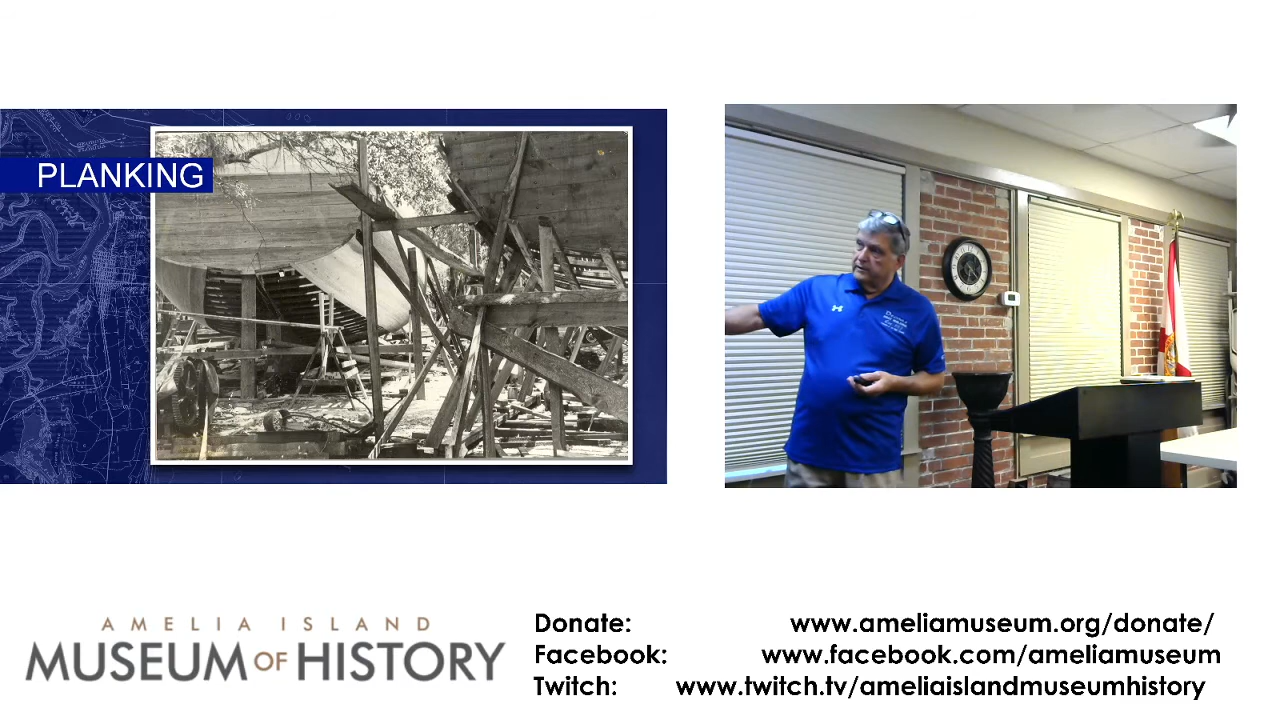 PLANKING
AMELIA ISLAND
MUSEUM OF HISTORY
Donate: www.ameliamuseum.org/donate/
Facebook: www.facebook.com/ameliamuseum
Twitch: www.twitch.tv/ameliaislandmuseumhistory